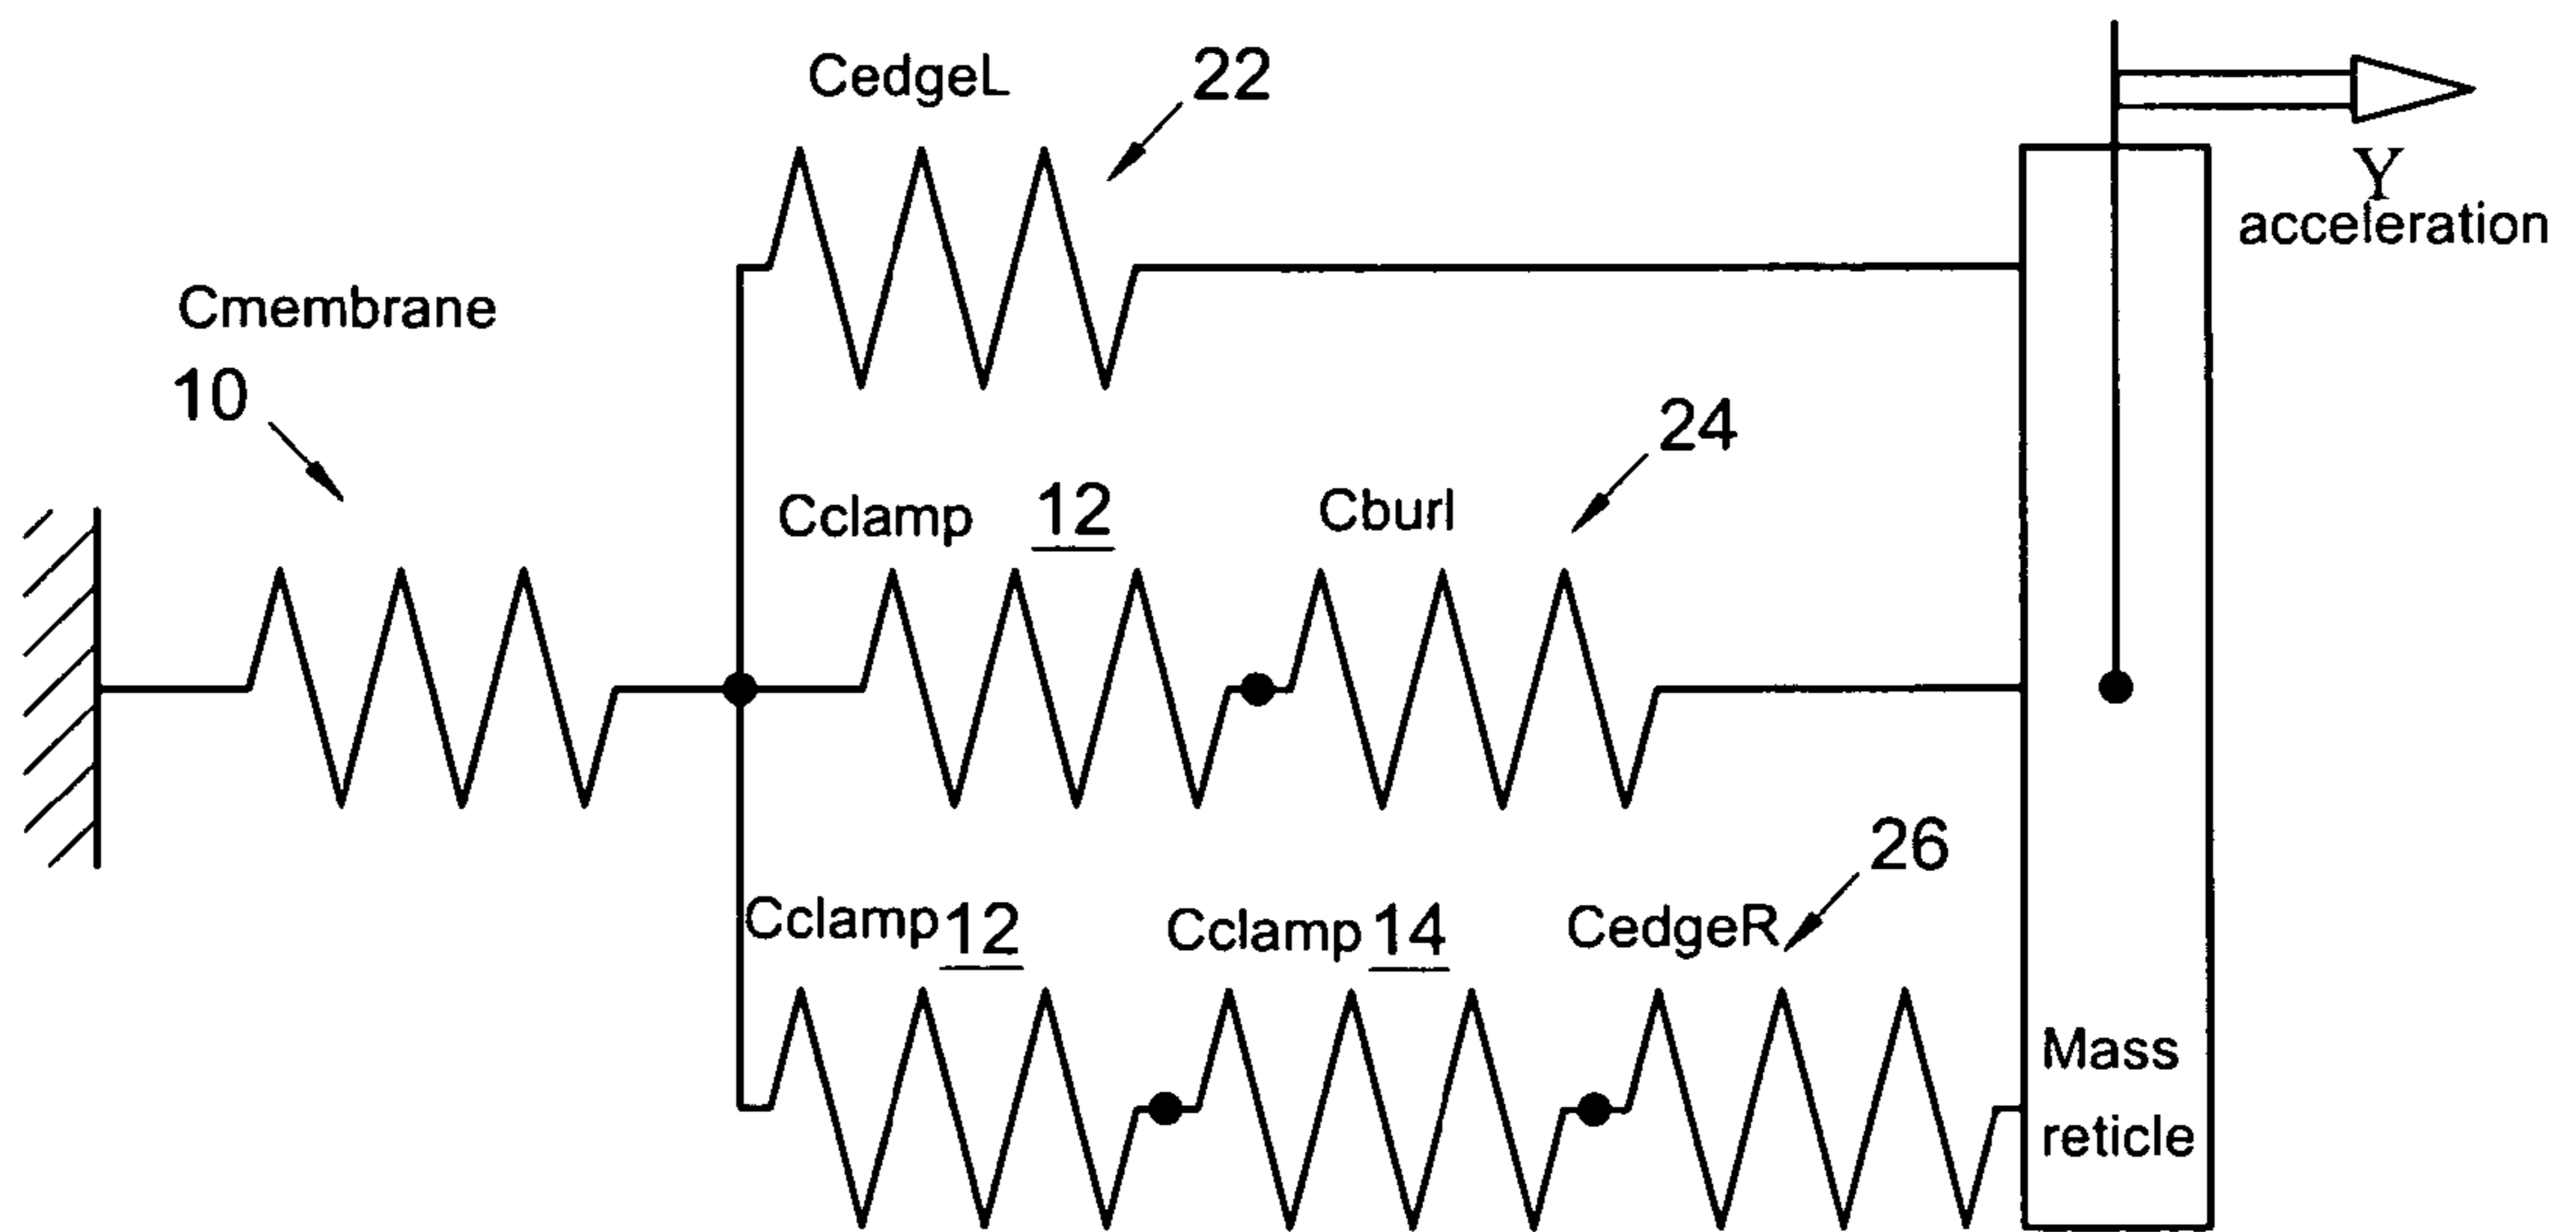 CedgeL
22
Y
acceleration
Cmembrane
10
24
Cclamp 12
Cburl
26
Cclamp 12
Cclamp 14
CedgeR
Mass
reticle